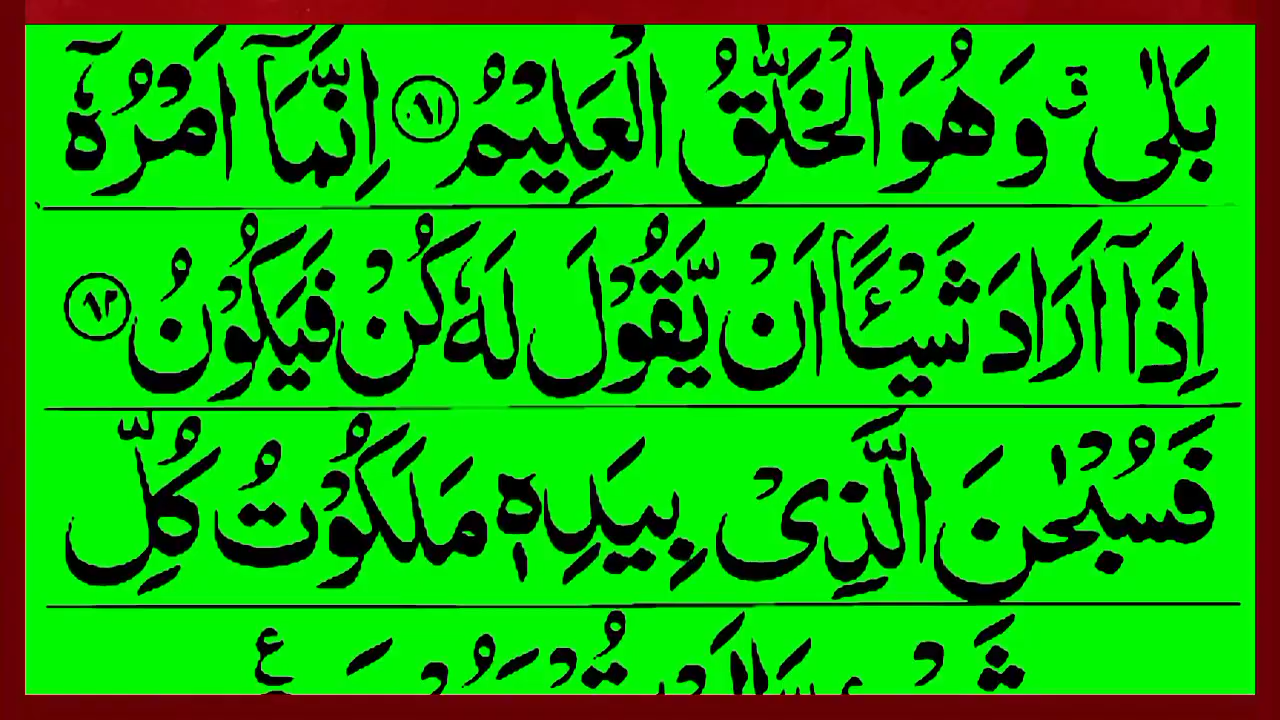 بَلٰى ۗ وَهُوَ الْخَلّٰقُ الْعَلِيْمُ ﴿٨١﴾ اِنَّمَآ اَمْرُهٗٓ
اِذَآ اَرَادَ شَيْـًٔا اَنْ يَّقُوْلَ لَهٗ كُنْ فَيَكُوْنُ ﴿٨٢﴾
فَسُبْحٰنَ الَّذِيْ بِيَدِهٖ مَلَكُوْتُ كُلِّ